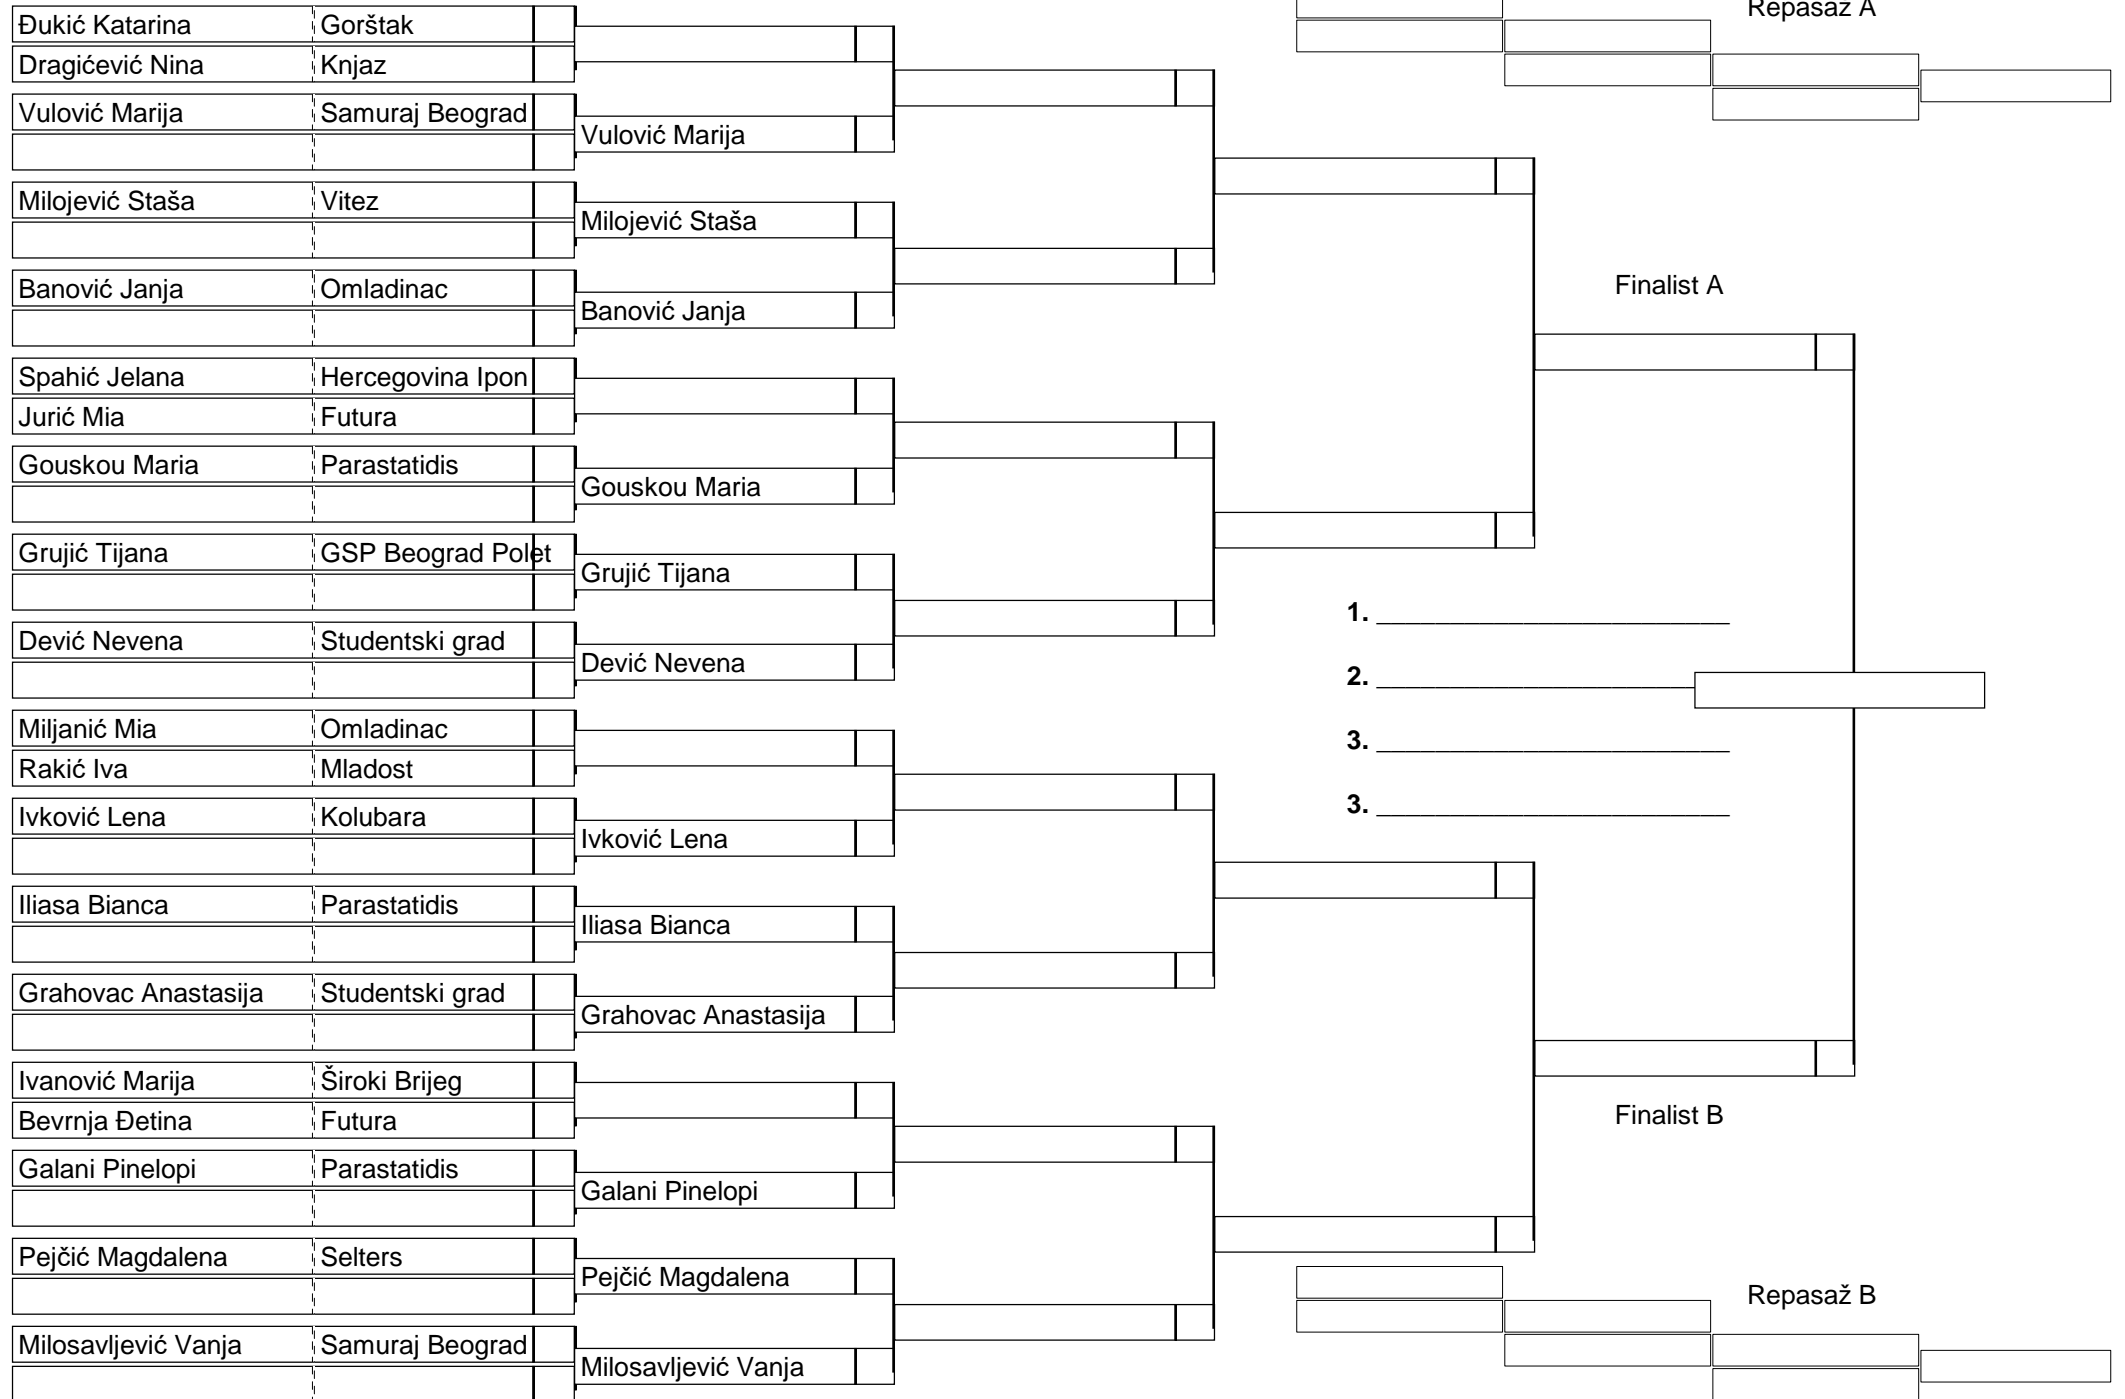 Repasaž A
Đukić Katarina Gorštak
Dragićević Nina Knjaz
Vulović Marija Samuraj Beograd
Vulović Marija
Milojević Staša Vitez
Milojević Staša
Banović Janja Omladinac
Finalist A
Banović Janja
Spahić Jelana Hercegovina Ipon
Jurić Mia Futura
Gouskou Maria Parastatidis
Gouskou Maria
Grujić Tijana GSP Beograd Polet
Grujić Tijana
1. ________________________
Dević Nevena Studentski grad
Dević Nevena
2. ________________________
Miljanić Mia Omladinac
3. ________________________
Rakić Iva Mladost
3. ________________________
Ivković Lena Kolubara
Ivković Lena
Iliasa Bianca Parastatidis
Iliasa Bianca
Grahovac Anastasija Studentski grad
Grahovac Anastasija
Ivanović Marija Široki Brijeg
Finalist B
Bevrnja Đetina Futura
Galani Pinelopi Parastatidis
Galani Pinelopi
Pejčić Magdalena Selters
Pejčić Magdalena
Repasaž B
Milosavljević Vanja Samuraj Beograd
Milosavljević Vanja